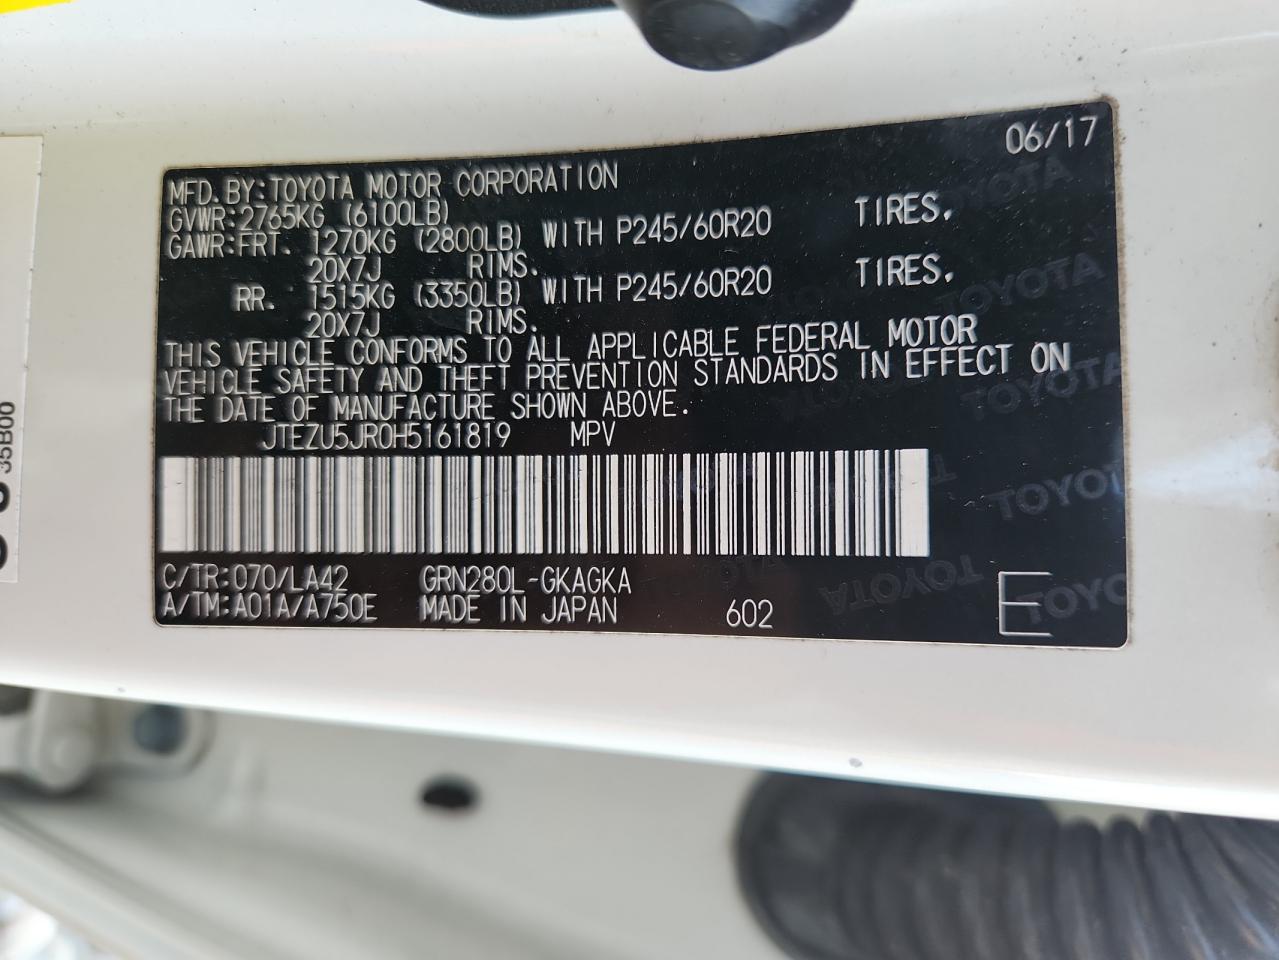 06/17
MFD.BY:TOYOTA MOTOR CORPORATION
GVWR:2765KG (6100LB)
GAWR:FRT. 1270KG (2800LB) WITH P245/60R20 TIRES,
20X7J RIMS.
RR. 1515KG (3350LB) WITH P245/60R20 TIRES,
20X7J RIMS.
THIS VEHICLE CONFORMS TO ALL APPLICABLE FEDERAL MOTOR
VEHICLE SAFETY AND THEFT PREVENTION STANDARDS IN EFFECT ON
THE DATE OF MANUFACTURE SHOWN ABOVE.
JTEZU5JR0H5161819 MPV
C/TR:070/LA42 GRN280L-GKAGKA
A/TM:A01A/A750E MADE IN JAPAN 602 E
35B00